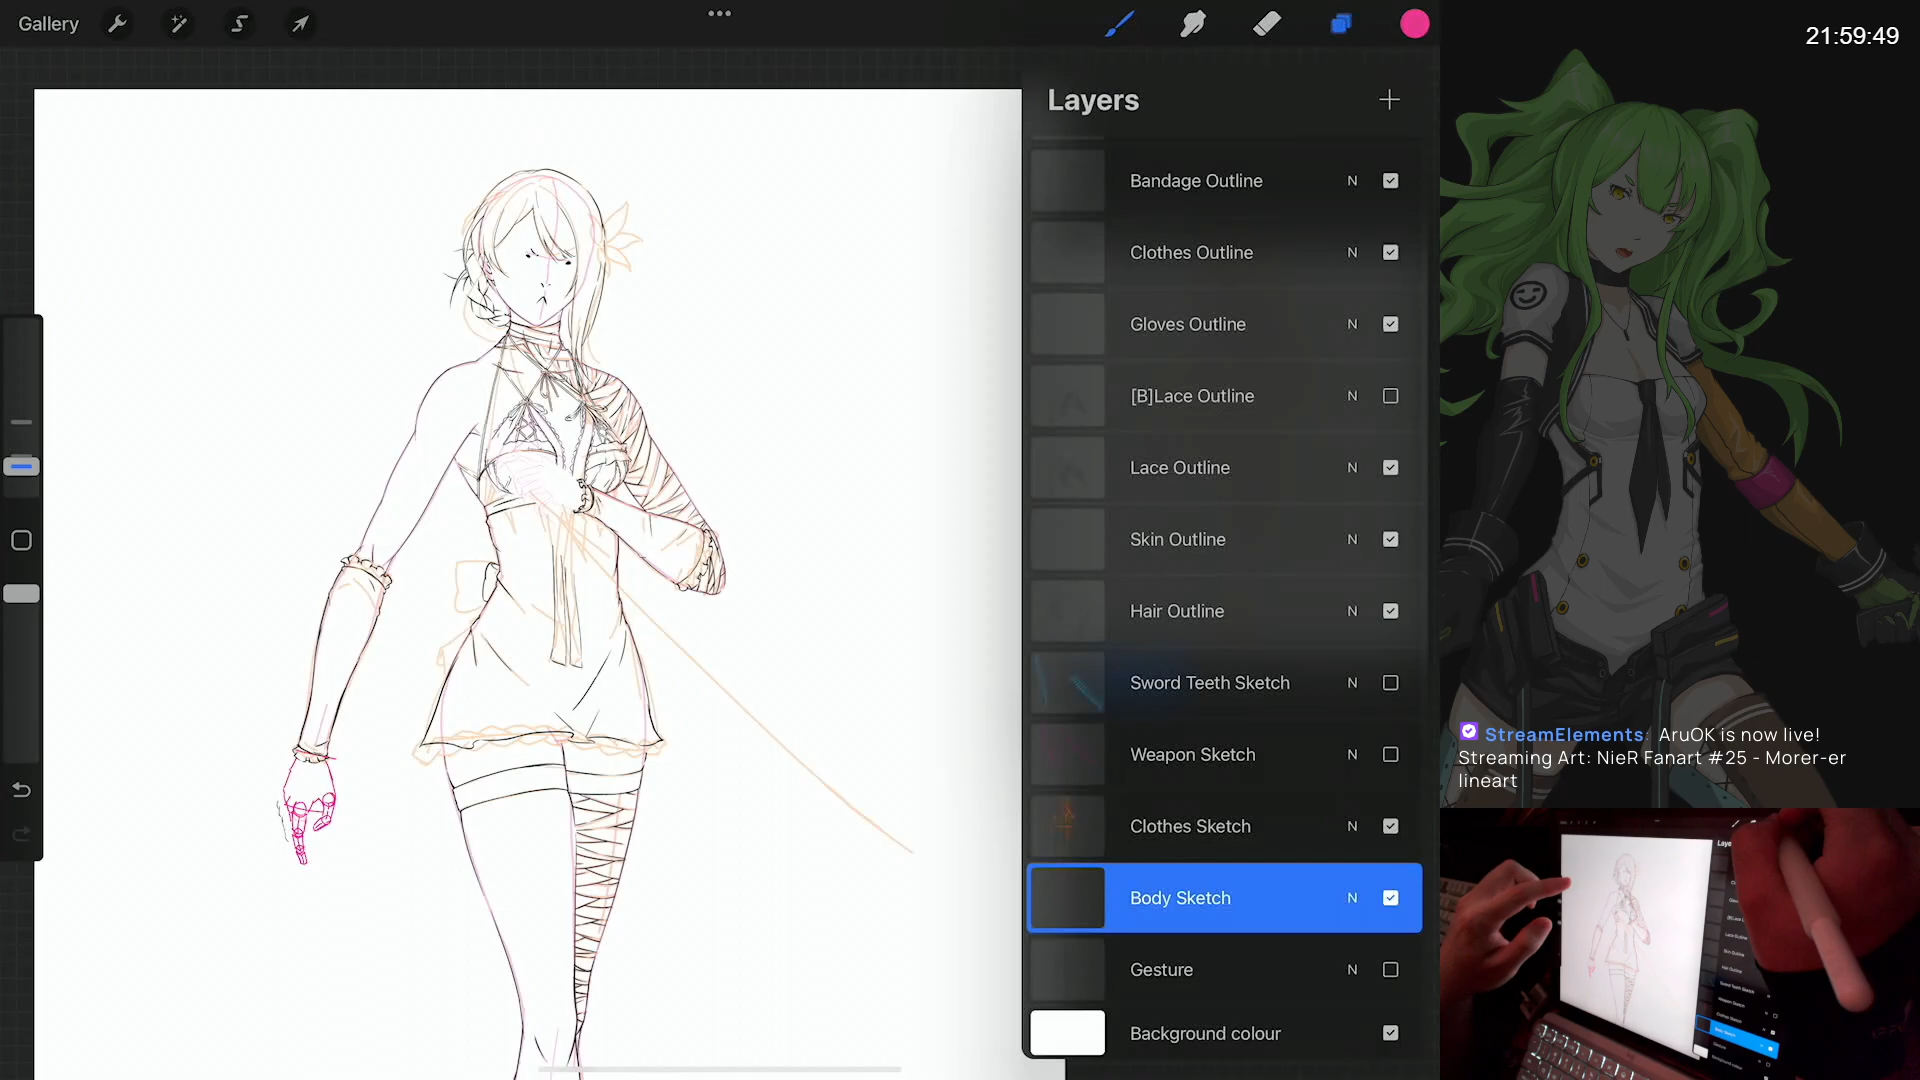 Gallery
21:59:49
Layers
Bandage Outline N
Clothes Outline N
Gloves Outline N
[B]Lace Outline N
Lace Outline N
Skin Outline N
Hair Outline N
Sword Teeth Sketch N
Weapon Sketch N
Clothes Sketch N
Body Sketch N
Gesture N
Background colour
StreamElements: AruOK is now live!
Streaming Art: NieR Fanart #25 - Morer-er
lineart